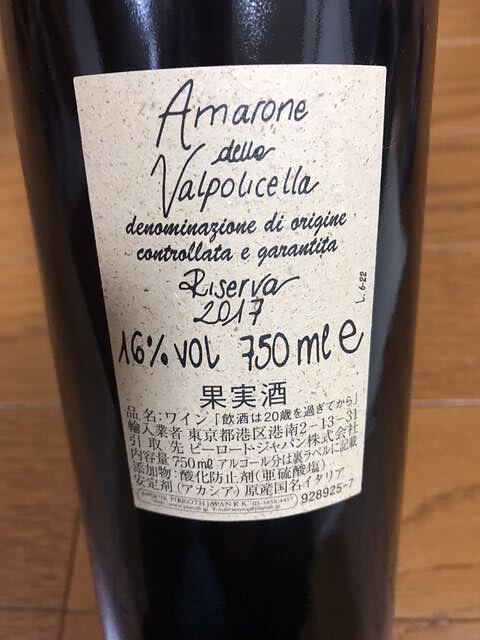 Amarone
della
Valpolicella
denominazione di origine
controllata e garantita
Riserva
2017
L. 6-22
16% vol 750 ml e
果実酒
品名:ワイン「飲酒は20歳を過ぎてから」
輸入業者 東京都港区港南2-13-31
引取先 ピーロート・ジャパン株式会社
内容量 750mℓ アルコール分は裏ラベルに記載
添加物:酸化防止剤(亜硫酸塩)
安定剤(アカシア)原産国名イタリア
PIEROTH JAPAN K.K.
928925-7